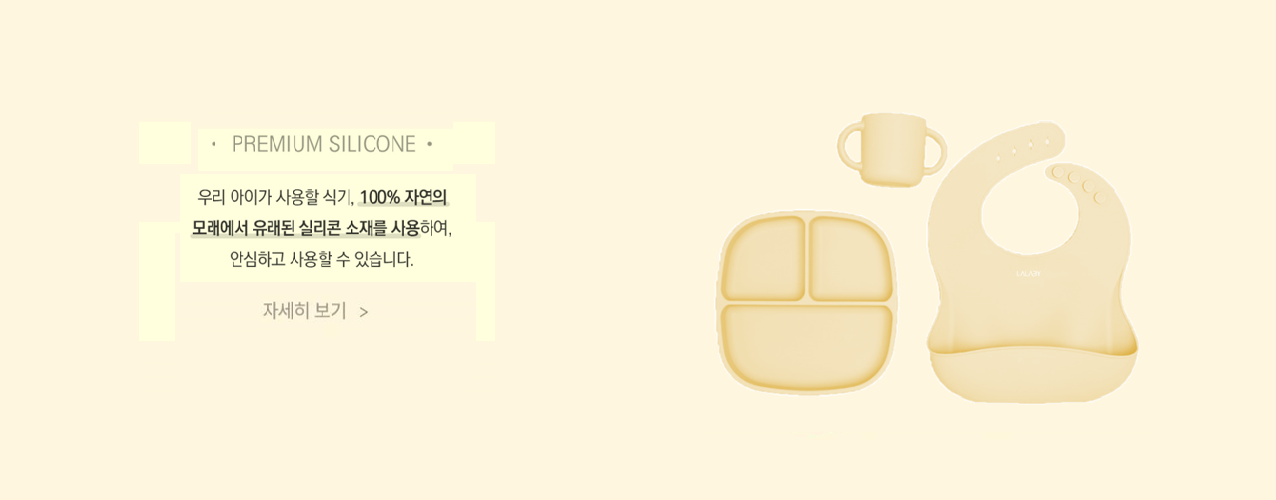 · PREMIUM SILICONE ·
우리 아이가 사용할 식기, 100% 자연의
모래에서 유래된 실리콘 소재를 사용하여,
안심하고 사용할 수 있습니다.
자세히 보기 >